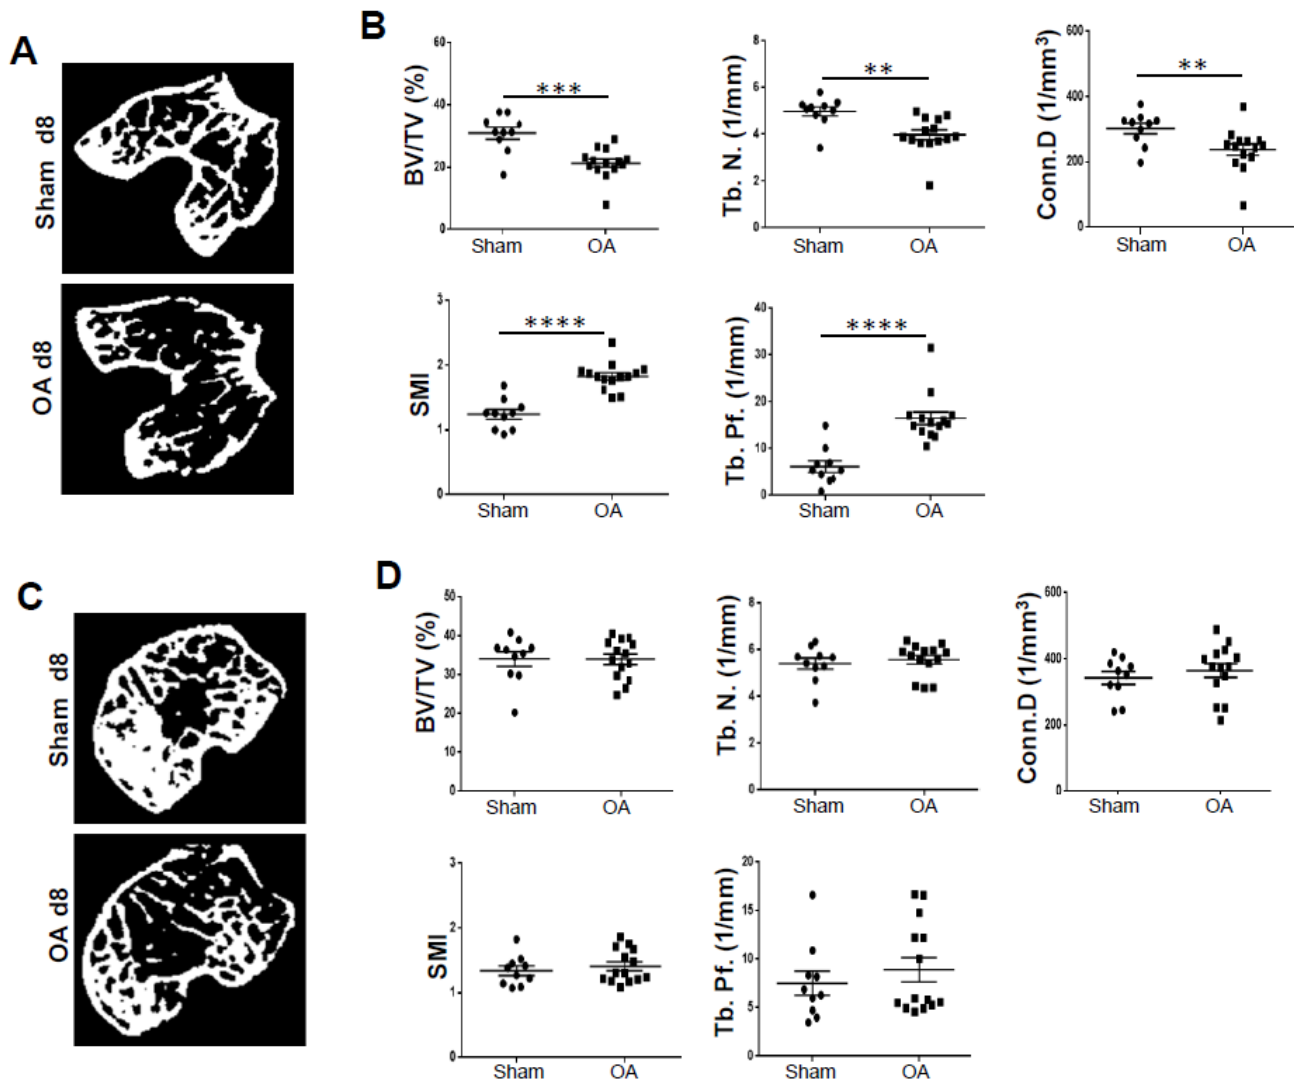 A
Sham d8
OA d8
B
BV/TV (%)
60
40
20
0
***
Sham OA
Tb. N. (1/mm)
8
6
4
2
0
**
Sham OA
Conn.D (1/mm³)
600
400
200
0
**
Sham OA
SMI
3
2
1
0
****
Sham OA
Tb. Pf. (1/mm)
40
30
20
10
0
****
Sham OA
C
Sham d8
OA d8
D
BV/TV (%)
50
40
30
20
10
0
Sham OA
Tb. N. (1/mm)
8
6
4
2
0
Sham OA
Conn.D (1/mm³)
600
400
200
0
Sham OA
SMI
3
2
1
0
Sham OA
Tb. Pf. (1/mm)
20
15
10
5
0
Sham OA